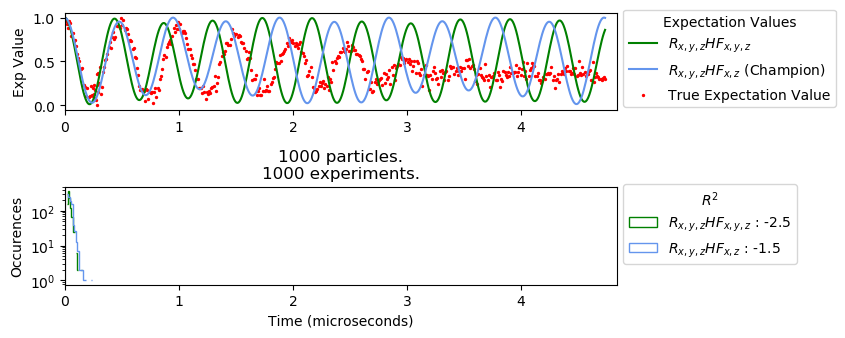 Expectation Values
R_{x,y,z}HF_{x,y,z}
R_{x,y,z}HF_{x,z} (Champion)
True Expectation Value
Exp Value
1.0
0.5
0.0
0 1 2 3 4
1000 particles.
1000 experiments.
R^2
R_{x,y,z}HF_{x,y,z} : -2.5
R_{x,y,z}HF_{x,z} : -1.5
Occurences
10^2
10^1
10^0
0 1 2 3 4
Time (microseconds)